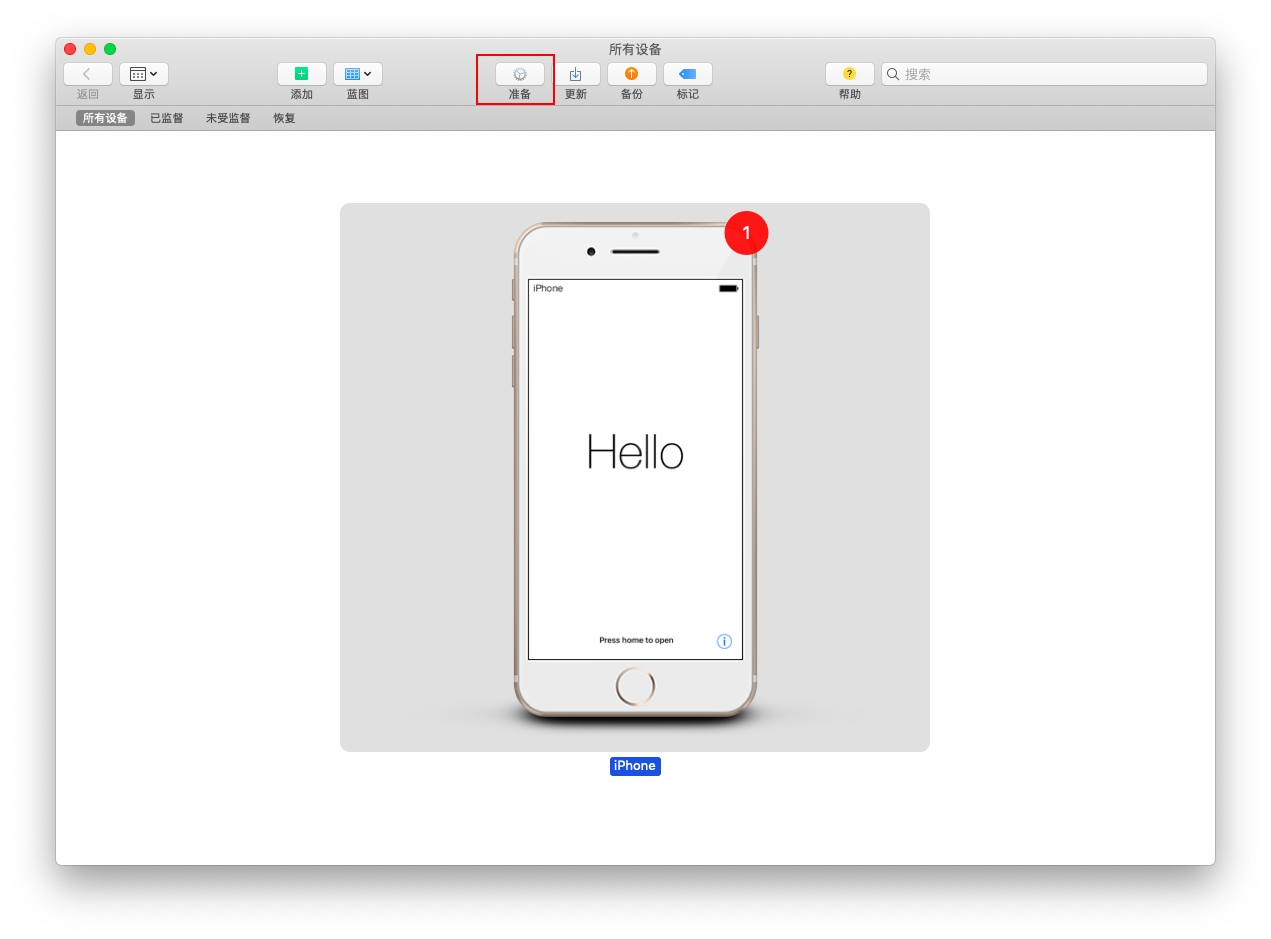 所有设备
返回 显示 添加 蓝图 准备 更新 备份 标记 ? 帮助 搜索
所有设备 已监督 未受监督 恢复
1
iPhone
Hello
Press home to open i
iPhone